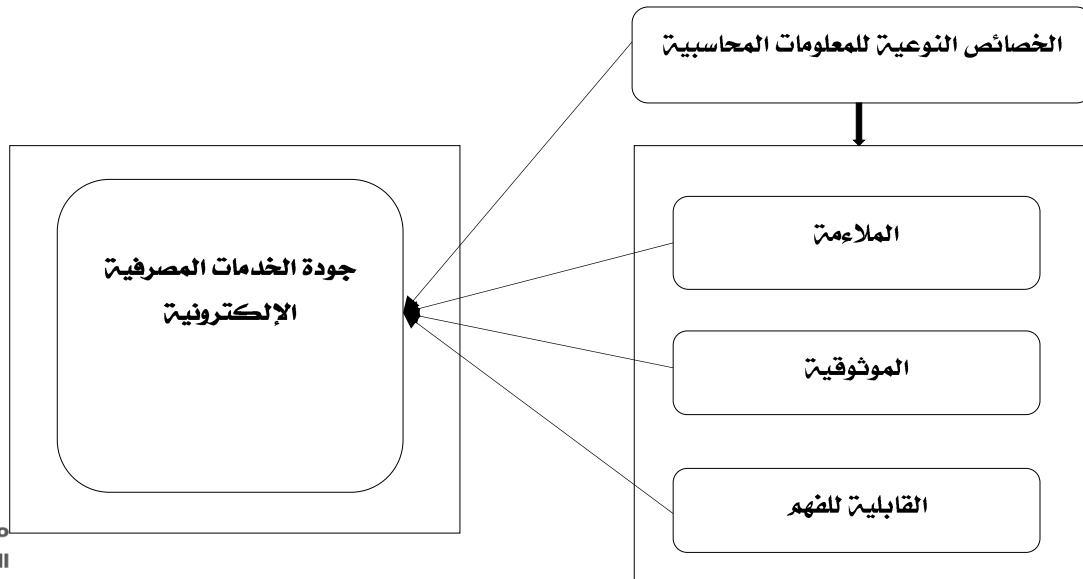 الخصائص النوعية للمعلومات المحاسبية
الملاءمة
جودة الخدمات المصرفية
الإلكترونية
الموثوقية
القابلية للفهم